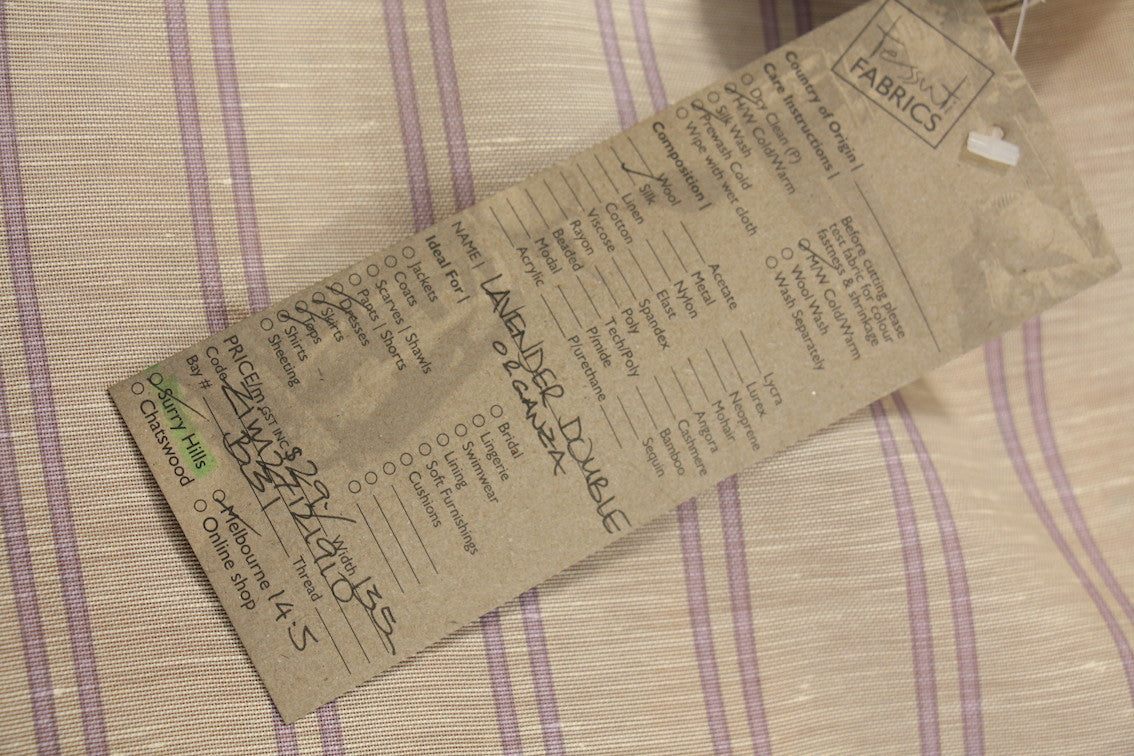 Tessuti
FABRICS
Country of Origin |
Care Instructions |
Dry Clean (P)
H/W Cold/Warm
Silk Wash
Prewash Cold
Wipe with wet cloth
Before cutting please
test fabric for colour
fastness & shrinkage
M/W Cold/Warm
Wool Wash
Wash Separately
Composition |
Wool
Silk
Linen
Cotton
Viscose
Rayon
Beaded
Modal
Acrylic
Acetate
Metal
Nylon
Elast
Spandex
Poly
Tech/Poly
P/mide
P/urethane
Lycra
Lurex
Neoprene
Mohair
Angora
Cashmere
Bamboo
Sequin
NAME | LAVENDER DOUBLE
ORGANZA
Ideal For |
Jackets
Coats
Scarves | Shawls
Pants | Shorts
Dresses
Skirts
Tops
Shirts
Sheeting
Bridal
Lingerie
Swimwear
Lining
Soft Furnishings
Cushions
PRICE/m GST INC $229.- Width 135
Code
Bay # Thread
Surry Hills
Chatswood
Melbourne 14.5
Online shop